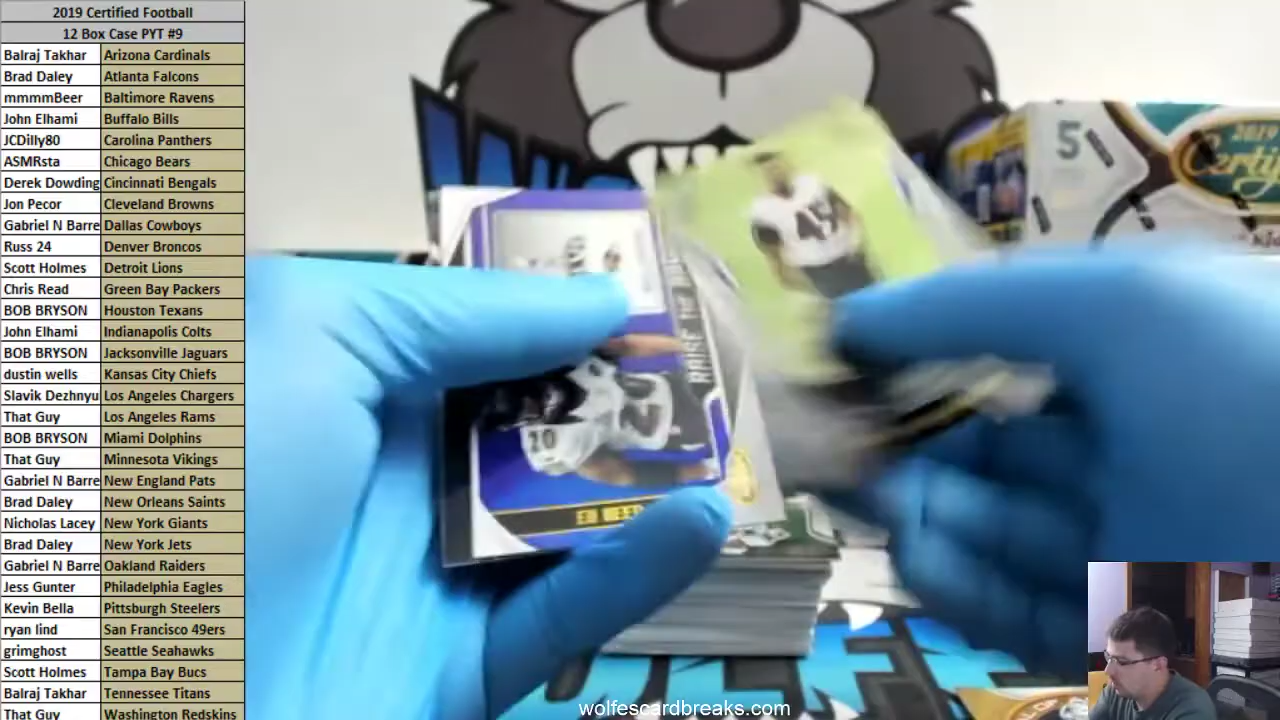 2019 Certified Football
12 Box Case PYT #9
Balraj Takhar Arizona Cardinals
Brad Daley Atlanta Falcons
mmmmBeer Baltimore Ravens
John Elhami Buffalo Bills
JCDilly80 Carolina Panthers
ASMRsta Chicago Bears
Derek Dowding Cincinnati Bengals
Jon Pecor Cleveland Browns
Gabriel N Barre Dallas Cowboys
Russ 24 Denver Broncos
Scott Holmes Detroit Lions
Chris Read Green Bay Packers
BOB BRYSON Houston Texans
John Elhami Indianapolis Colts
BOB BRYSON Jacksonville Jaguars
dustin wells Kansas City Chiefs
Slavik Dezhnyu Los Angeles Chargers
That Guy Los Angeles Rams
BOB BRYSON Miami Dolphins
That Guy Minnesota Vikings
Gabriel N Barre New England Pats
Brad Daley New Orleans Saints
Nicholas Lacey New York Giants
Brad Daley New York Jets
Gabriel N Barre Oakland Raiders
Jess Gunter Philadelphia Eagles
Kevin Bella Pittsburgh Steelers
ryan lind San Francisco 49ers
grimghost Seattle Seahawks
Scott Holmes Tampa Bay Bucs
Balraj Takhar Tennessee Titans
That Guy Washington Redskins
5
2019
49
20
RAISE THE
wolfescardbreaks.com